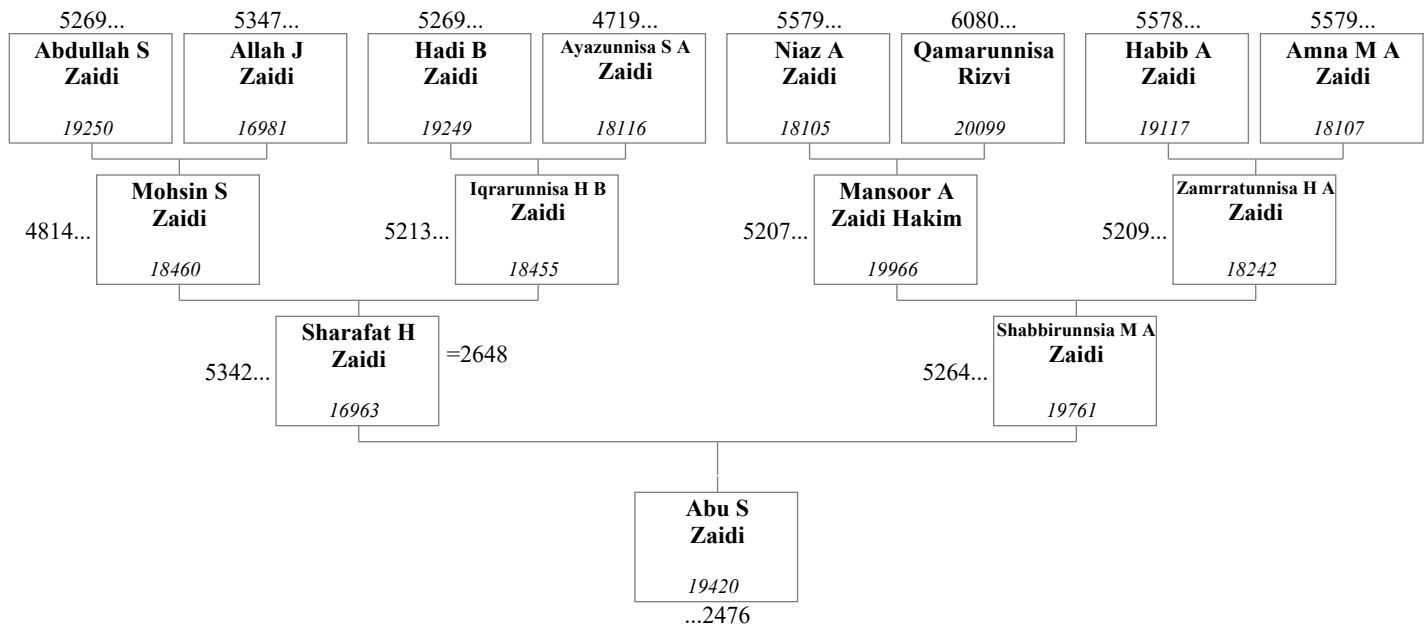 5269... 5347... 5269... 4719... 5579... 6080... 5578... 5579...
Abdullah S Allah J Hadi B Ayazunnisa S A Niaz A Qamarunnisa Habib A Amna M A
Zaidi Zaidi Zaidi Zaidi Zaidi Rizvi Zaidi Zaidi
19250 16981 19249 18116 18105 20099 19117 18107
Mohsin S Iqrarunnisa H B Mansoor A Zamrratunnisa H A
Zaidi Zaidi Zaidi Hakim Zaidi
4814... 5213... 5207... 5209...
18460 18455 19966 18242
Sharafat H Shabbirunnsia M A
Zaidi =2648 Zaidi
5342... 5264...
16963 19761
Abu S
Zaidi
19420
...2476